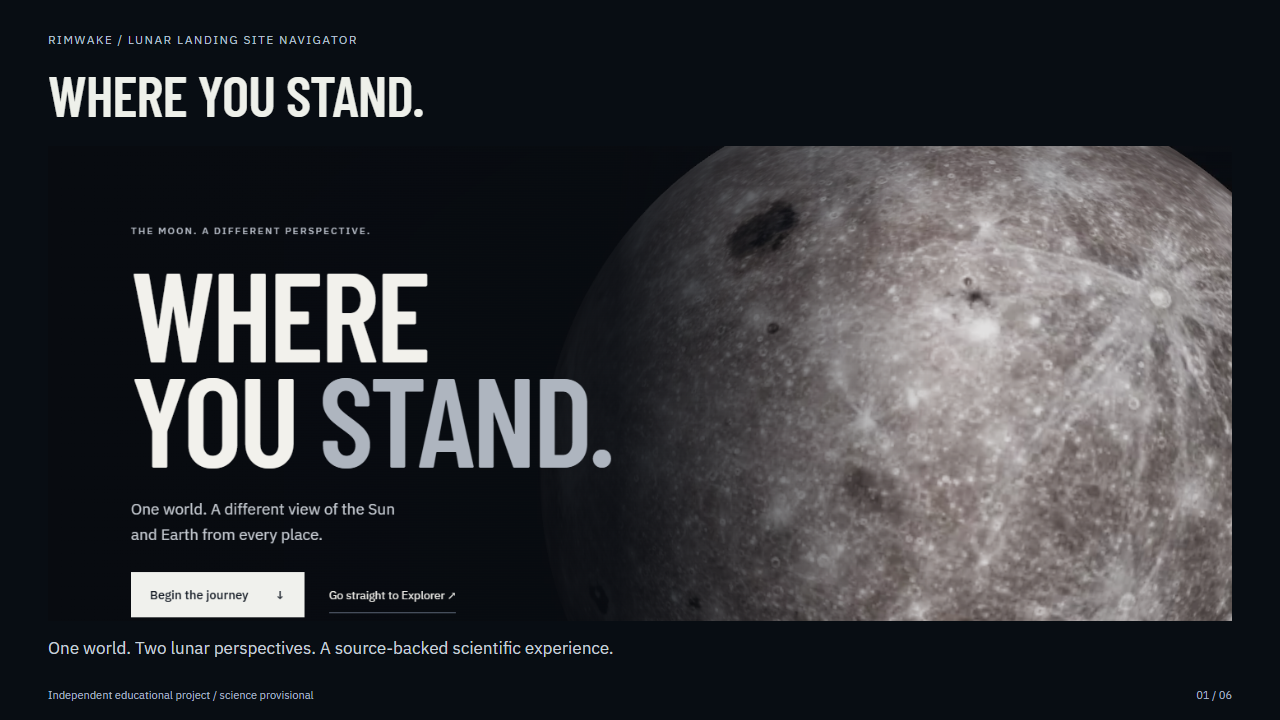 RIMWAKE / LUNAR LANDING SITE NAVIGATOR
WHERE YOU STAND.
THE MOON. A DIFFERENT PERSPECTIVE.
WHERE
YOU STAND.
One world. A different view of the Sun
and Earth from every place.
Begin the journey ↓
Go straight to Explorer ↗
One world. Two lunar perspectives. A source-backed scientific experience.
Independent educational project / science provisional
01 / 06